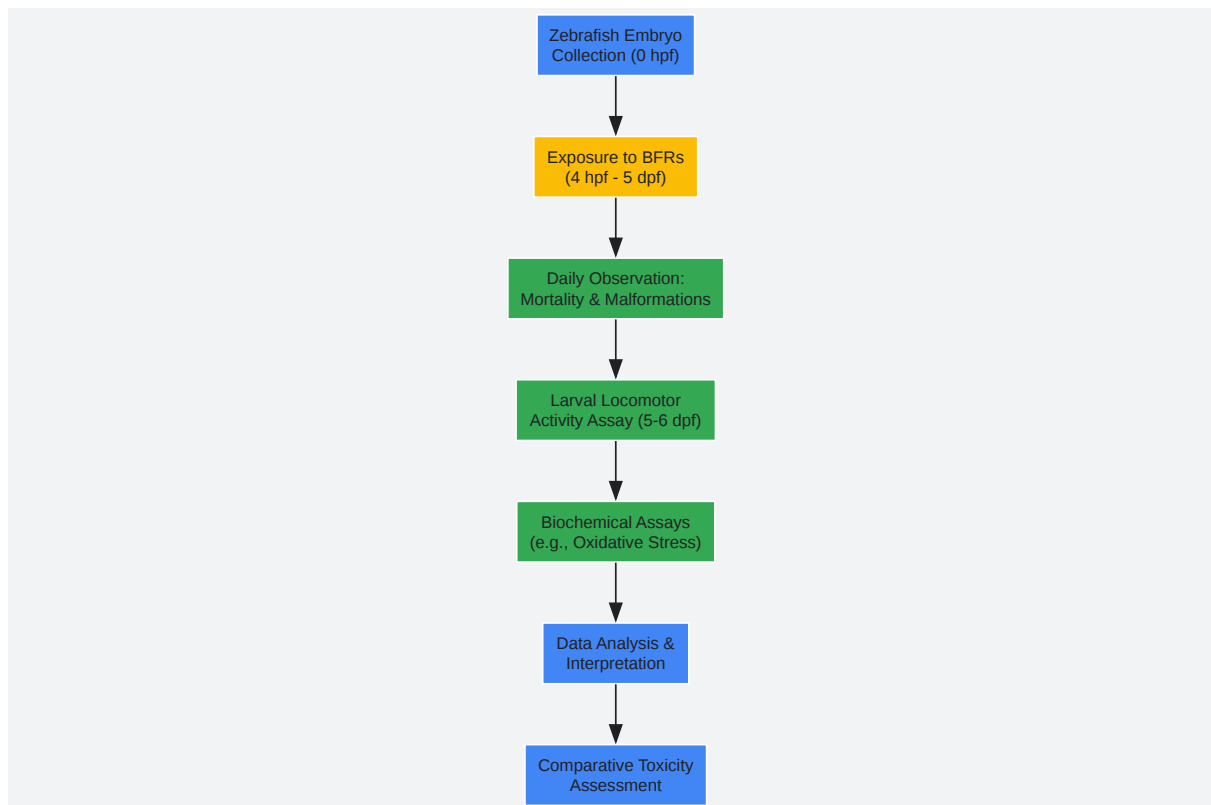 Zebrafish Embryo
Collection (0 hpf)
Exposure to BFRs
(4 hpf - 5 dpf)
Daily Observation:
Mortality & Malformations
Larval Locomotor
Activity Assay (5-6 dpf)
Biochemical Assays
(e.g., Oxidative Stress)
Data Analysis &
Interpretation
Comparative Toxicity
Assessment